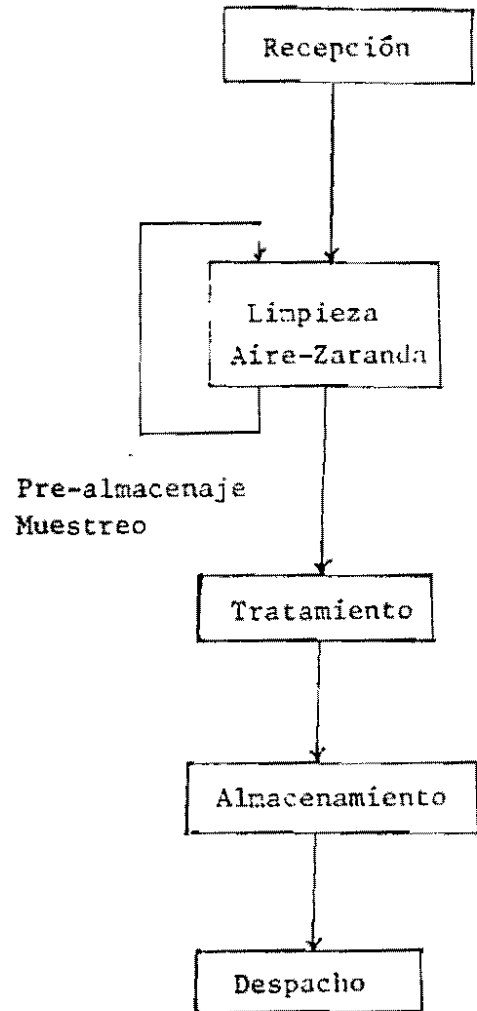 Recepción
Limpieza
Aire-Zaranda
Pre-almacenaje
Muestreo
Tratamiento
Almacenamiento
Despacho